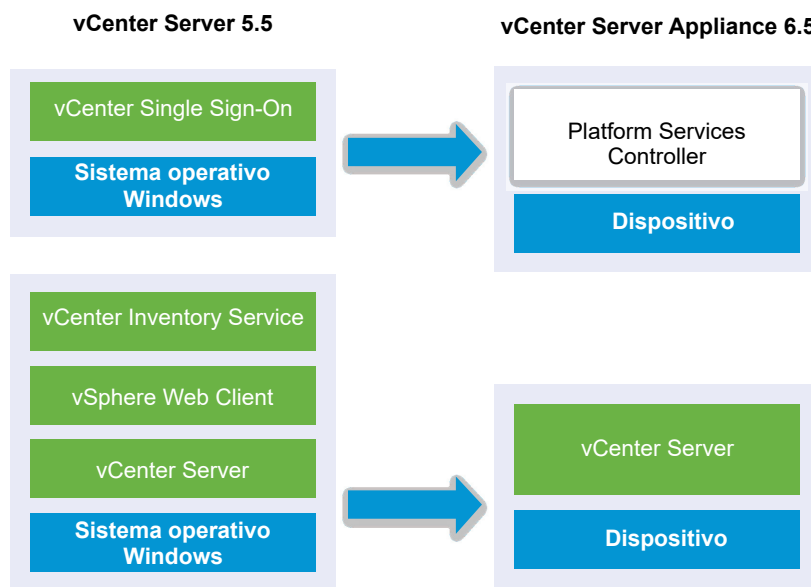 vCenter Server 5.5
vCenter Server Appliance 6.5
vCenter Single Sign-On
Sistema operativo
Windows
Platform Services
Controller
Dispositivo
vCenter Inventory Service
vSphere Web Client
vCenter Server
Sistema operativo
Windows
vCenter Server
Dispositivo